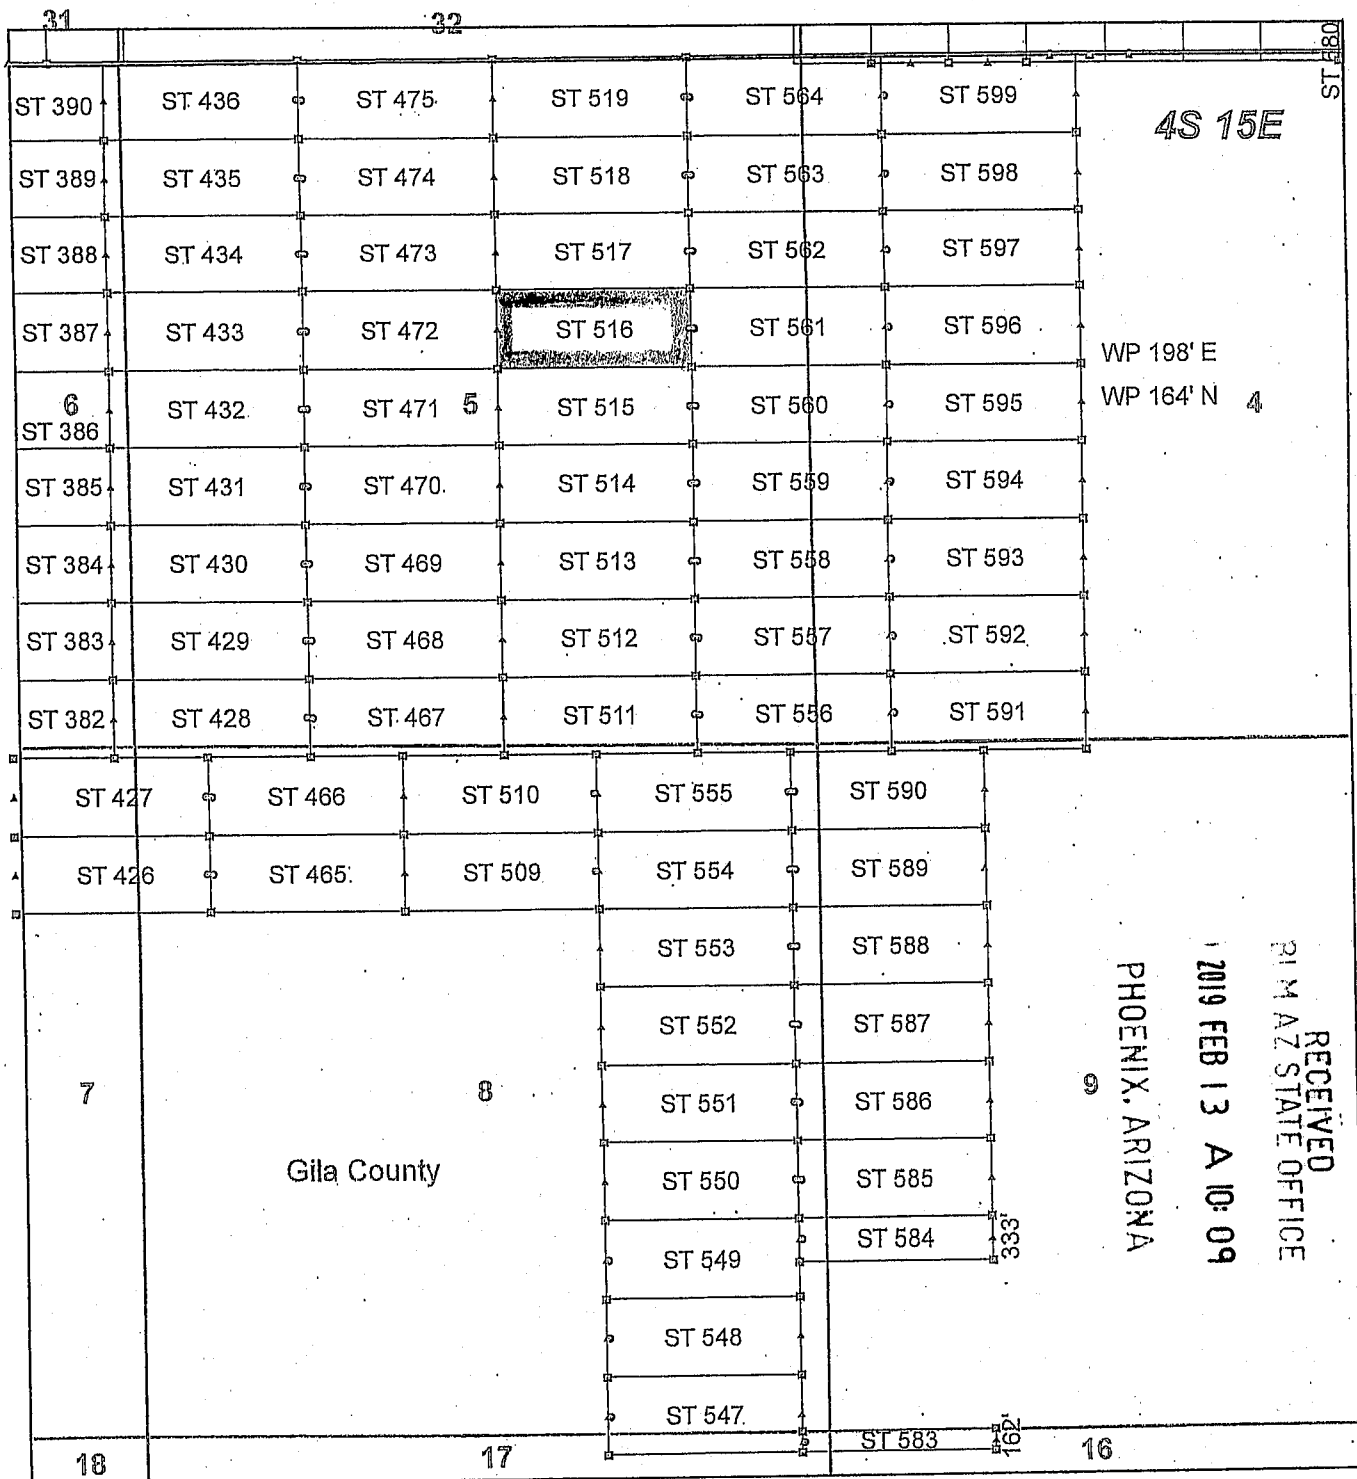 31 32
ST 680
ST 390 ST 436 ST 475 ST 519 ST 564 ST 599
4S 15E
ST 389 ST 435 ST 474 ST 518 ST 563 ST 598
ST 388 ST 434 ST 473 ST 517 ST 562 ST 597
ST 387 ST 433 ST 472 ST 516 ST 561 ST 596
WP 198' E
WP 164' N 4
6 ST 432 ST 471 5 ST 515 ST 560 ST 595
ST 386
ST 385 ST 431 ST 470 ST 514 ST 559 ST 594
ST 384 ST 430 ST 469 ST 513 ST 558 ST 593
ST 383 ST 429 ST 468 ST 512 ST 557 ST 592
ST 382 ST 428 ST 467 ST 511 ST 556 ST 591
ST 427 ST 466 ST 510 ST 555 ST 590
ST 426 ST 465 ST 509 ST 554 ST 589
ST 553 ST 588
ST 552 ST 587
7 8 ST 551 ST 586 9
Gila County ST 550 ST 585
ST 549 ST 584 333'
ST 548
ST 547
ST 583 162'
18 17 16
RECEIVED
BLM AZ STATE OFFICE
2019 FEB 13 A 10:09
PHOENIX, ARIZONA